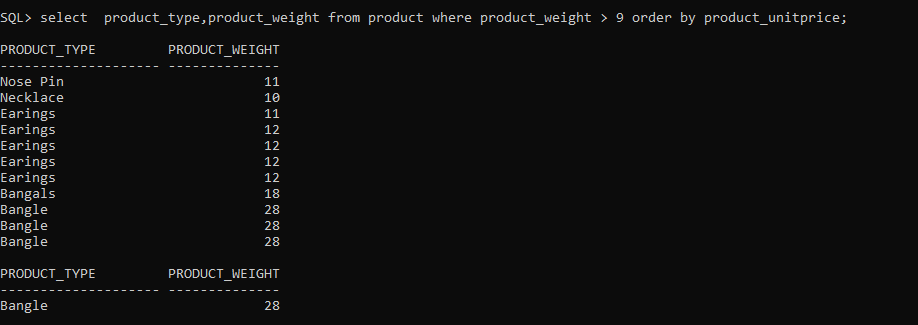 SQL> select  product_type,product_weight from product where product_weight > 9 order by product_unitprice;
PRODUCT_TYPE         PRODUCT_WEIGHT
-------------------- --------------
Nose Pin                         11
Necklace                         10
Earings                          11
Earings                          12
Earings                          12
Earings                          12
Earings                          12
Bangals                          18
Bangle                           28
Bangle                           28
Bangle                           28
PRODUCT_TYPE         PRODUCT_WEIGHT
-------------------- --------------
Bangle                           28